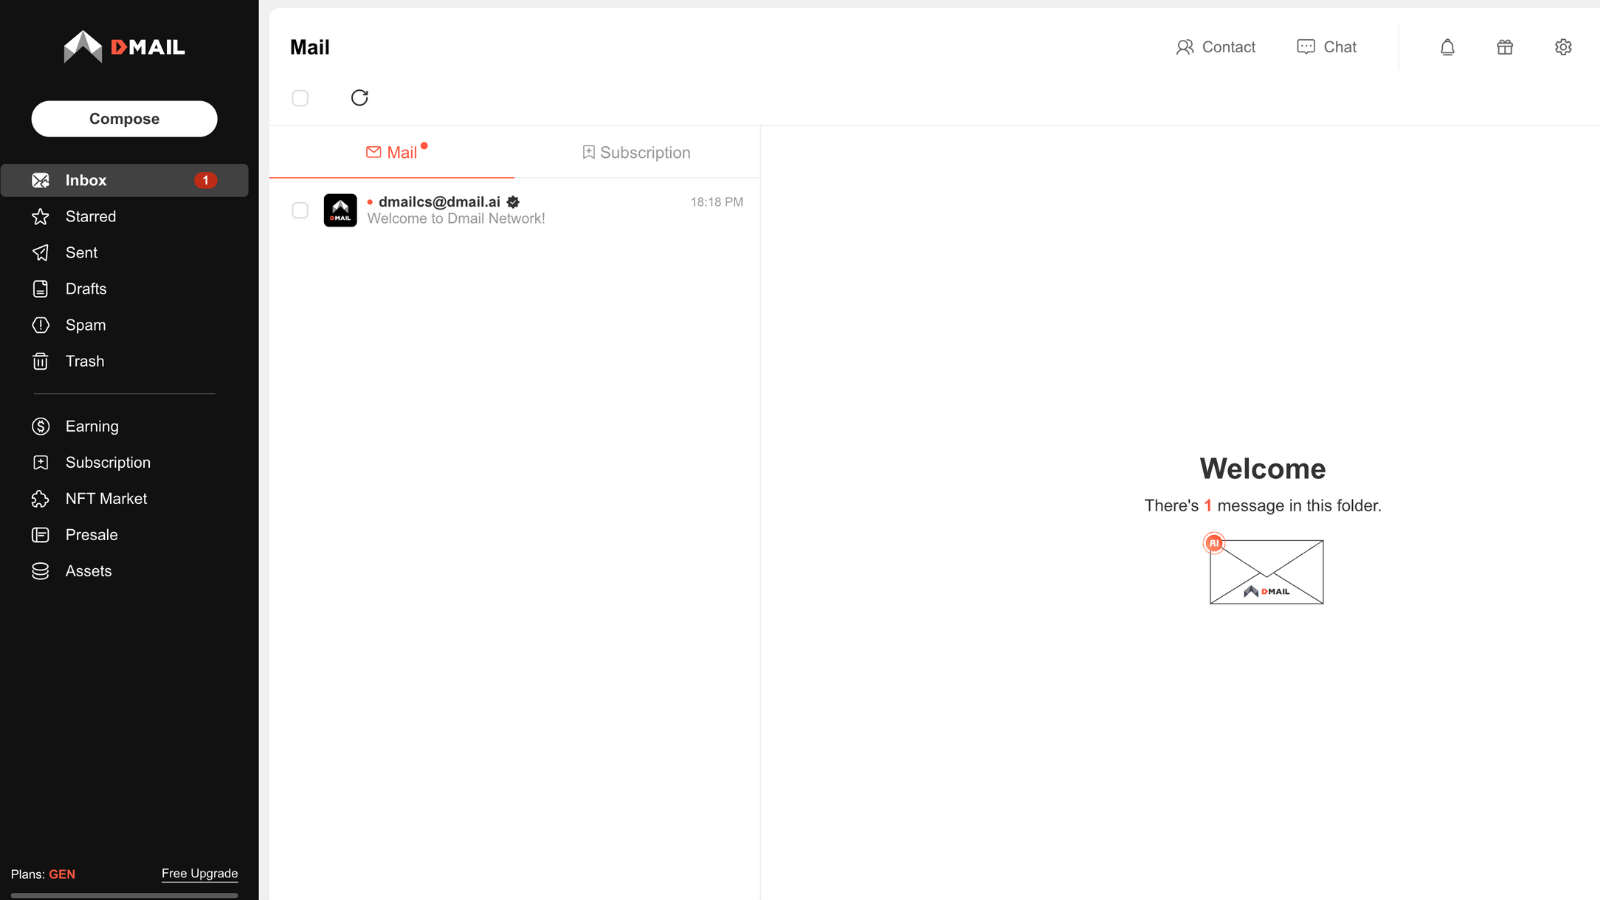 DMAIL
Compose
Inbox 1
Starred
Sent
Drafts
Spam
Trash
Earning
Subscription
NFT Market
Presale
Assets
Plans: GEN Free Upgrade
Mail
Contact Chat
Mail Subscription
DMAIL
dmailcs@dmail.ai 18:18 PM
Welcome to Dmail Network!
Welcome
There's 1 message in this folder.
AI
DMAIL